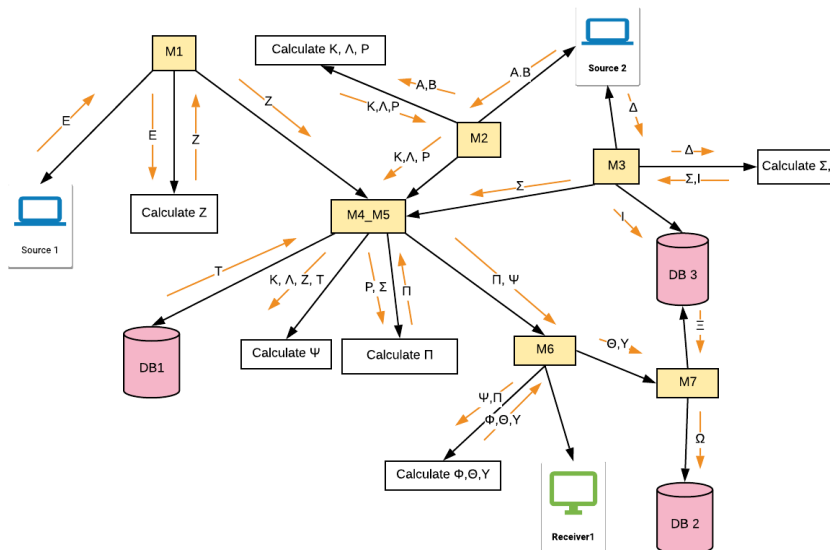 M1
Calculate Κ, Λ, Ρ
Source 2
Α,Β
Α.Β
Ζ
Ε
Ε
Ζ
Κ,Λ,Ρ
Δ
M2
Κ,Λ, Ρ
M3
Δ
Σ,Ι
Calculate Σ,
Σ
Calculate Ζ
M4_M5
Ι
Source 1
Τ
Κ, Λ, Ζ, Τ
Ρ, Σ
Π
Π, Ψ
DB 3
Ξ
Calculate Ψ
Calculate Π
M6
Θ,Υ
DB1
M7
Ψ,Π
Φ,Θ,Υ
Ω
Calculate Φ,Θ,Υ
DB 2
Receiver1